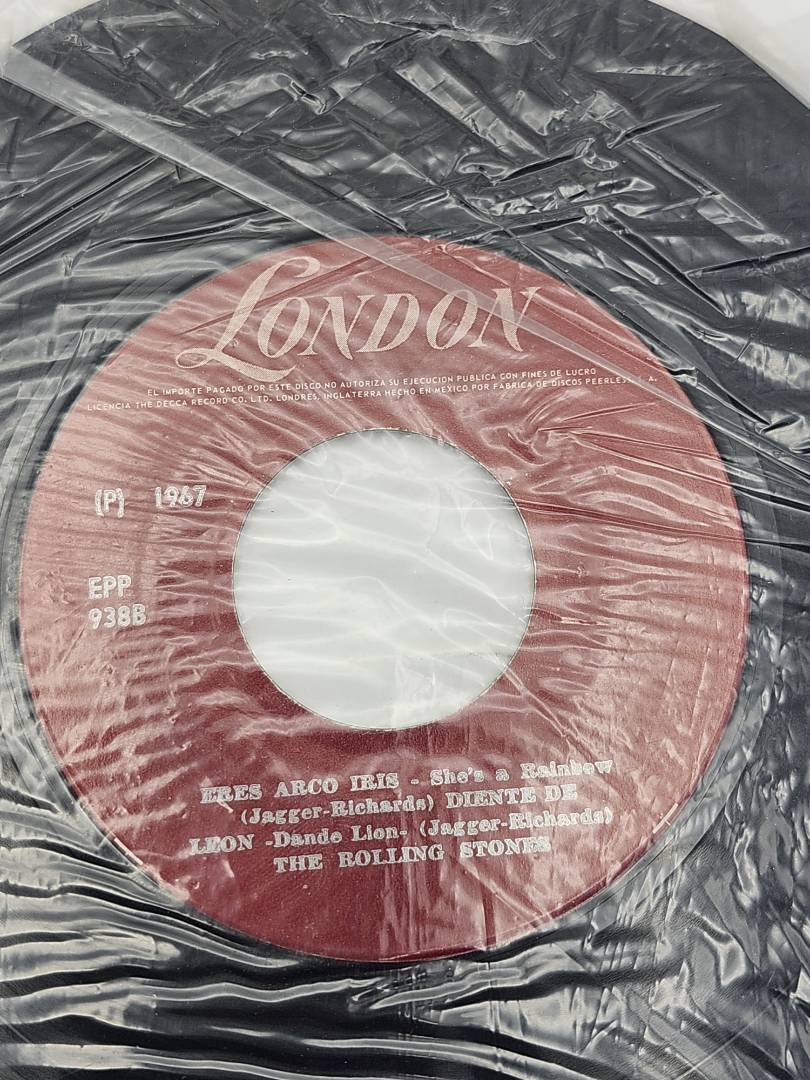 LONDON
EL IMPORTE PAGADO POR ESTE DISCO NO AUTORIZA SU EJECUCION PUBLICA CON FINES DE LUCRO
LICENCIA THE DECCA RECORD CO. LTD. LONDRES, INGLATERRA HECHO EN MEXICO POR FABRICA DE DISCOS PEERLESS, S. A.
(P) 1967
EPP
938B
ERES ARCO IRIS - She's a Rainbow
(Jagger-Richards) DIENTE DE
LEON -Dande Lion- (Jagger-Richards)
THE ROLLING STONES